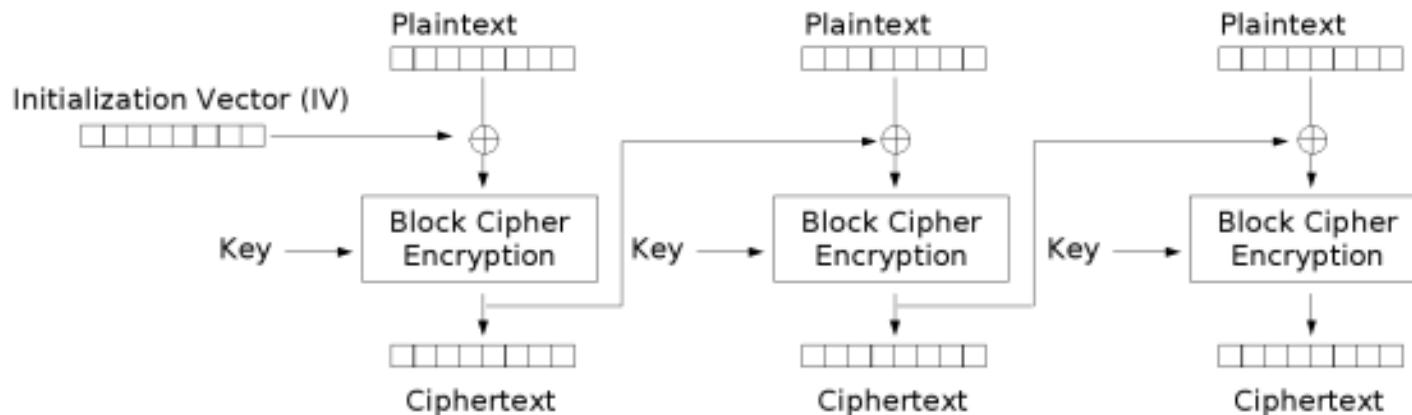 Plaintext
Plaintext
Plaintext
Initialization Vector (IV)
Key
Block Cipher
Encryption
Key
Block Cipher
Encryption
Key
Block Cipher
Encryption
Ciphertext
Ciphertext
Ciphertext